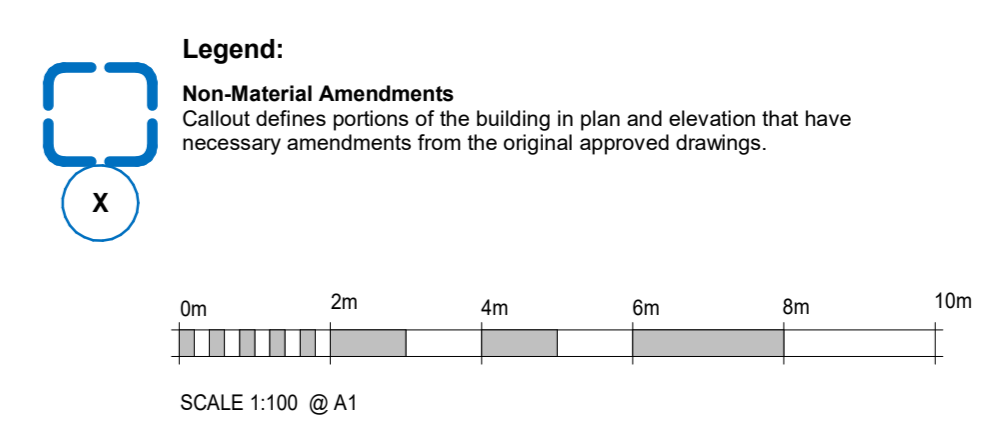 Legend:
Non-Material Amendments
Callout defines portions of the building in plan and elevation that have
necessary amendments from the original approved drawings.
X
0m 2m 4m 6m 8m 10m
SCALE 1:100 @ A1